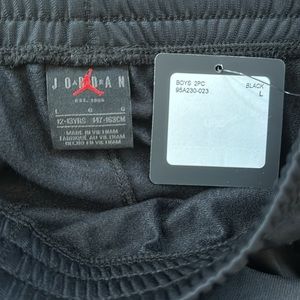 JORDAN
EST. 1985
L G G
12-13YRS 147-163CM
MADE IN VIETNAM
FABRIQUÉ AU VIETNAM
HECHO EN VIETNAM
BOYS 2PC BLACK
95A230-023 L